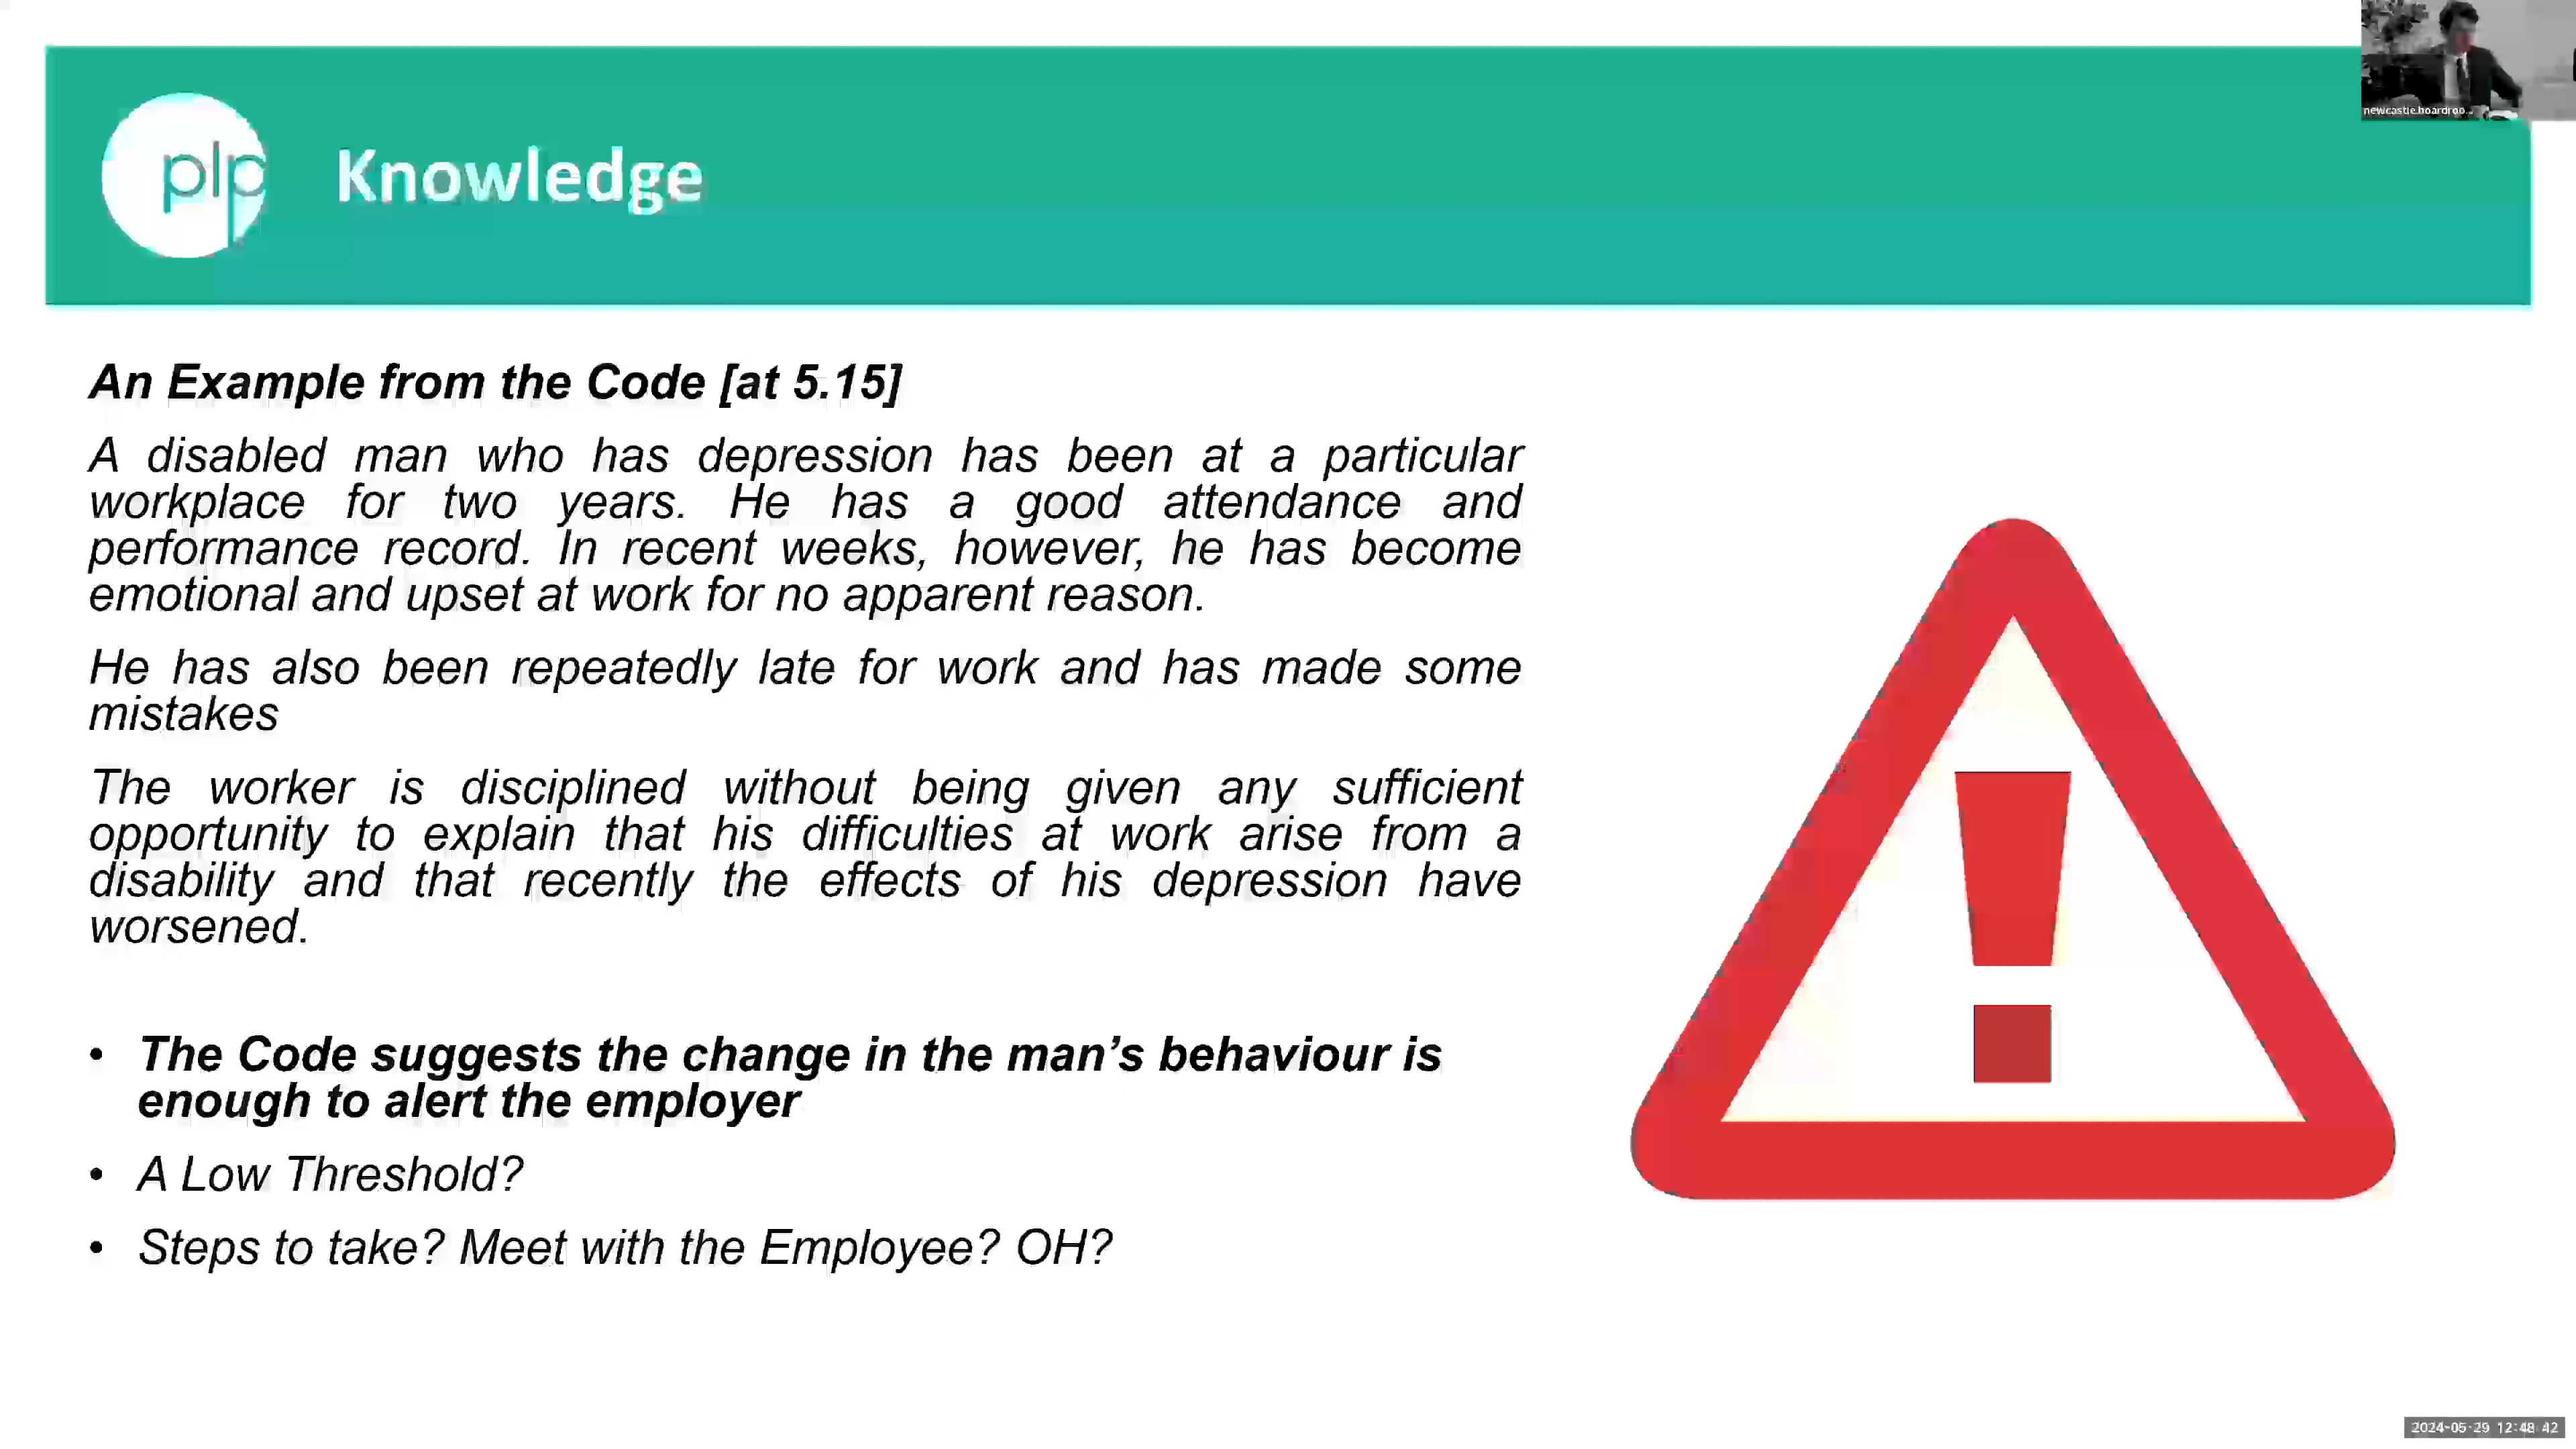 newcastle.boardroo...
plp
Knowledge
An Example from the Code [at 5.15]
A disabled man who has depression has been at a particular
workplace for two years. He has a good attendance and
performance record. In recent weeks, however, he has become
emotional and upset at work for no apparent reason.
He has also been repeatedly late for work and has made some
mistakes
The worker is disciplined without being given any sufficient
opportunity to explain that his difficulties at work arise from a
disability and that recently the effects of his depression have
worsened.
• The Code suggests the change in the man’s behaviour is
enough to alert the employer
• A Low Threshold?
• Steps to take? Meet with the Employee? OH?
2024-05-29 12:48:42